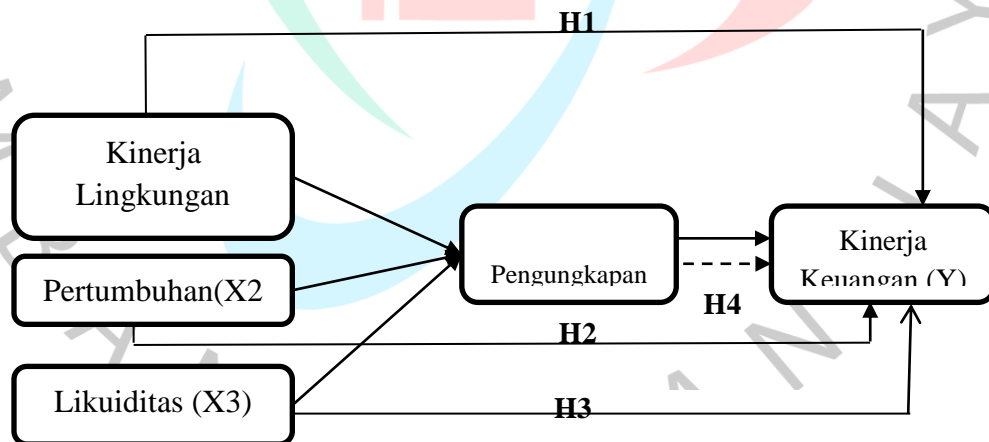 H1
Kinerja
Lingkungan
Pertumbuhan(X2
Likuiditas (X3)
Pengungkapan
Kinerja
Keuangan (Y)
H4
H2
H3